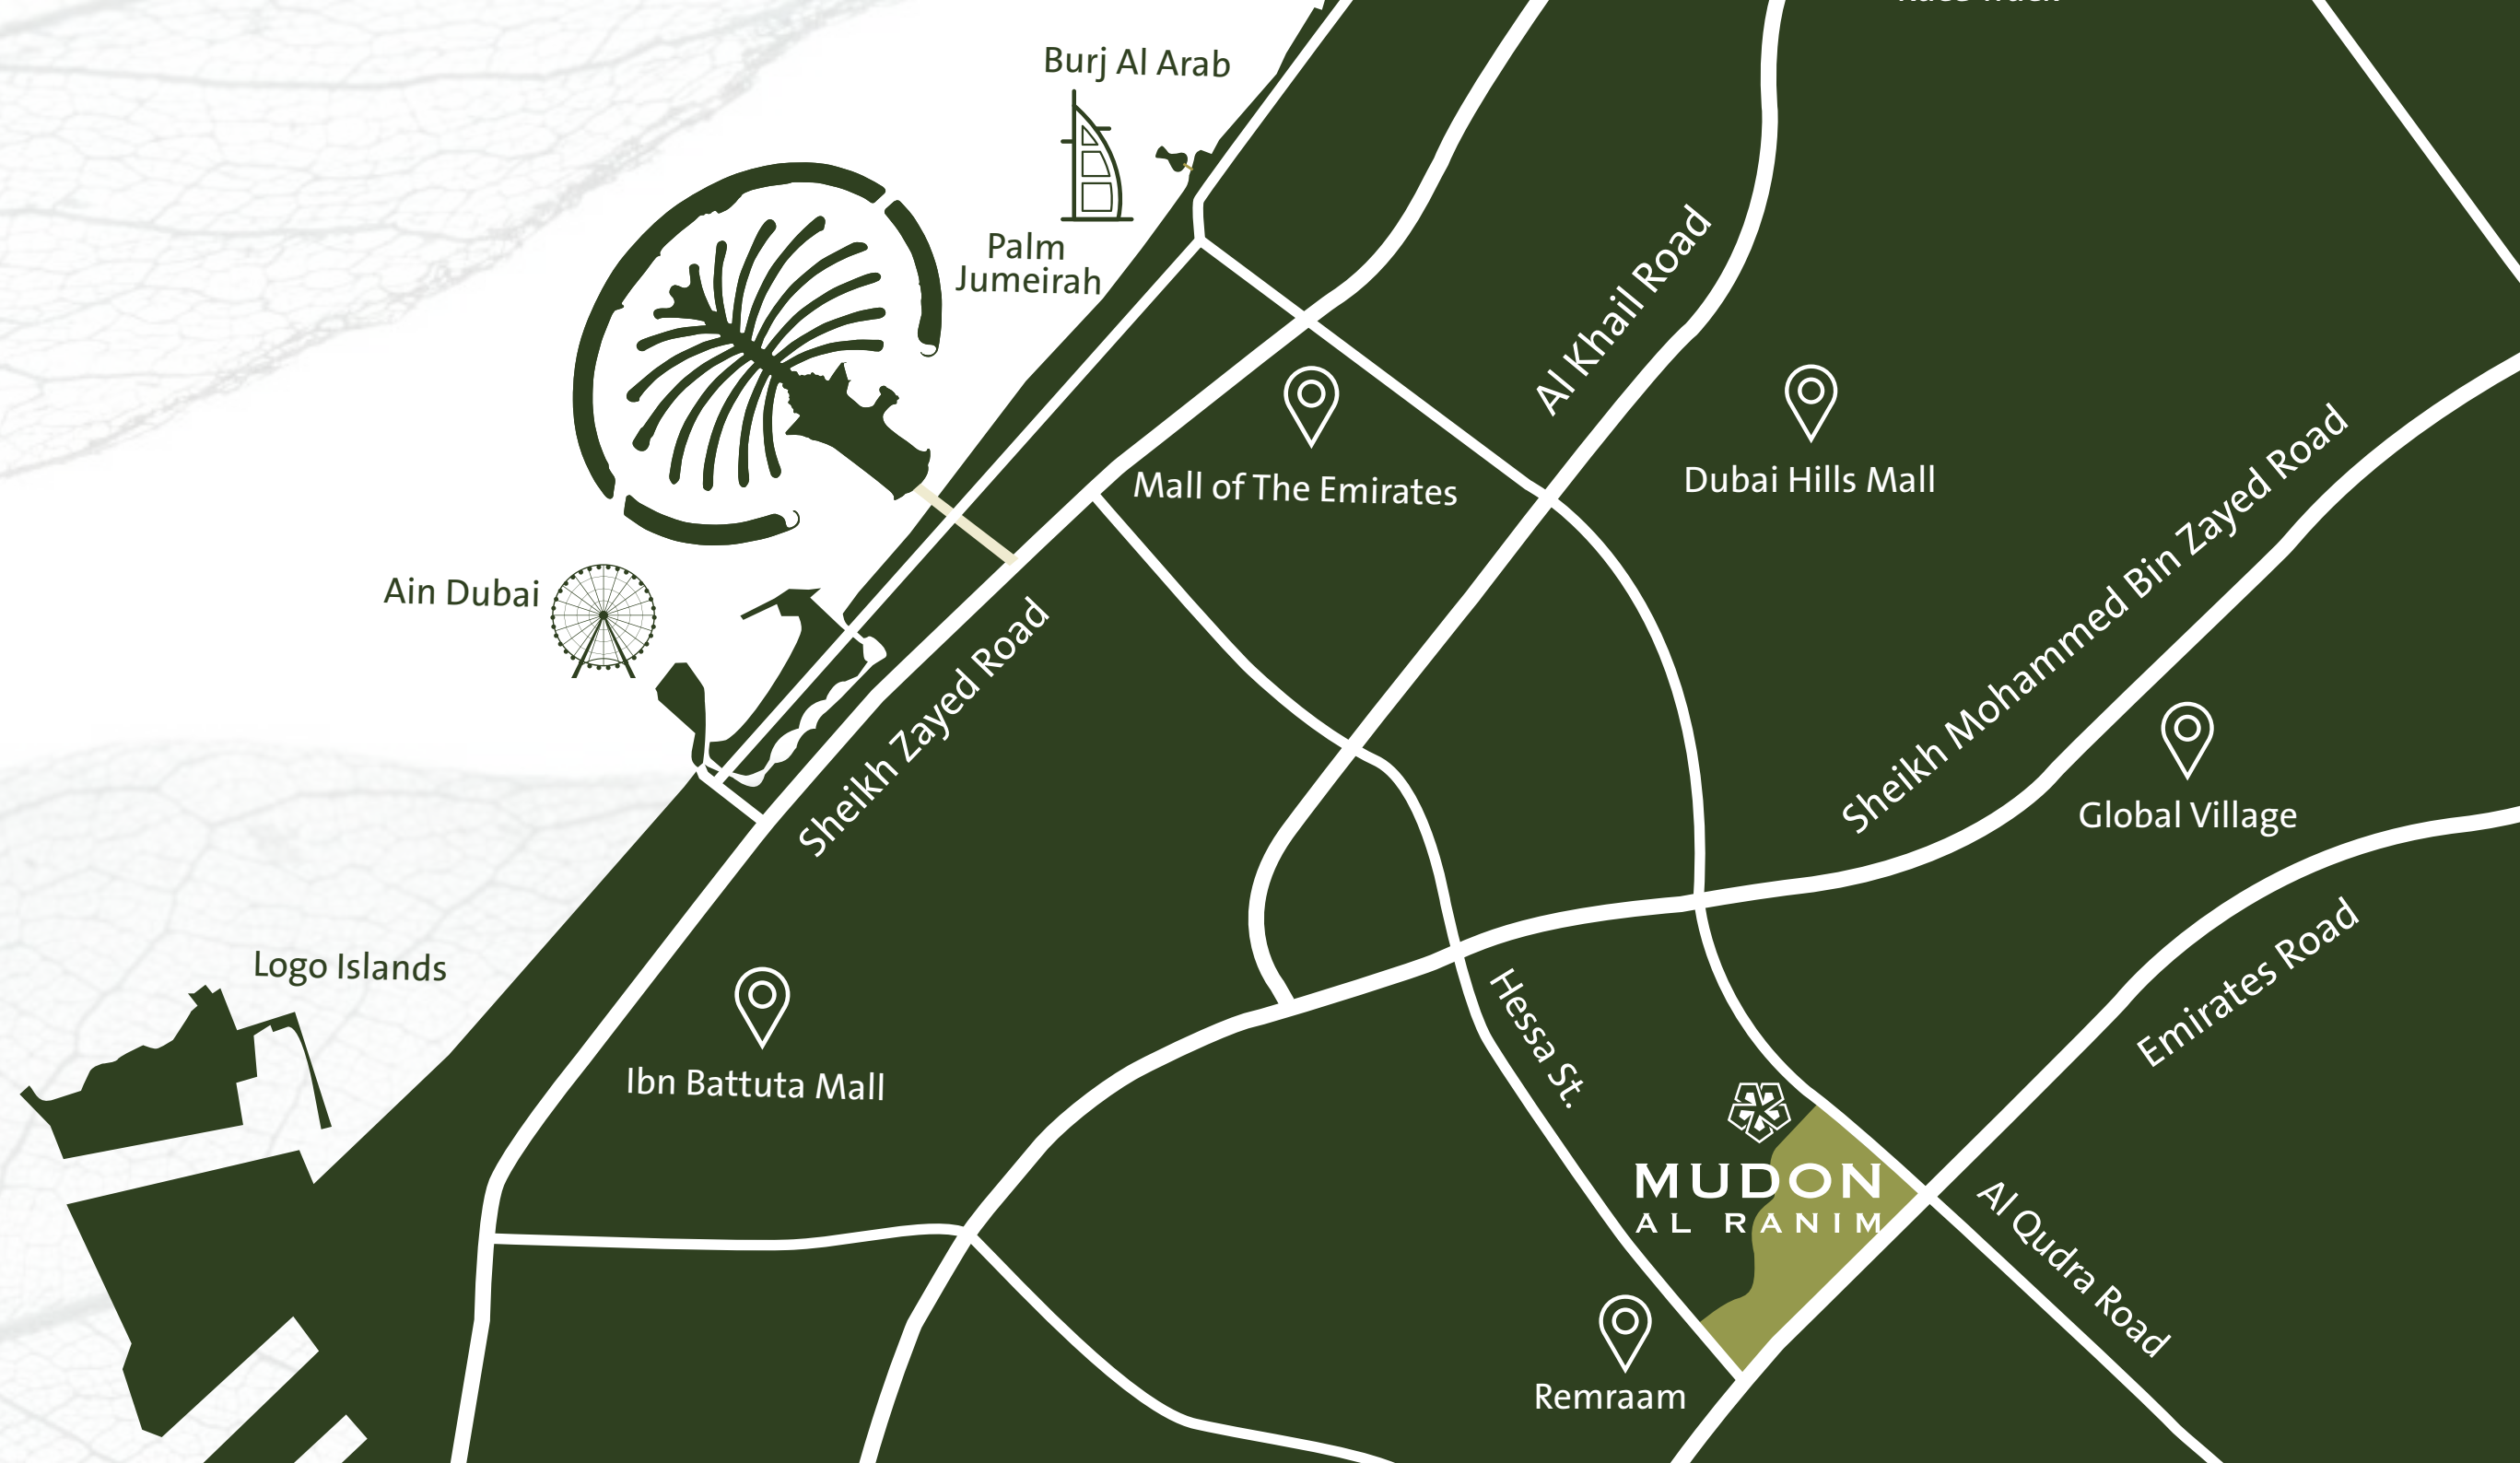 Burj Al Arab
Palm
Jumeirah
Al Khail Road
Mall of The Emirates
Dubai Hills Mall
Ain Dubai
Sheikh Zayed Road
Sheikh Mohammed Bin Zayed Road
Global Village
Logo Islands
Ibn Battuta Mall
Hessa St.
Emirates Road
MUDON
AL RANIM
Al Qudra Road
Remraam